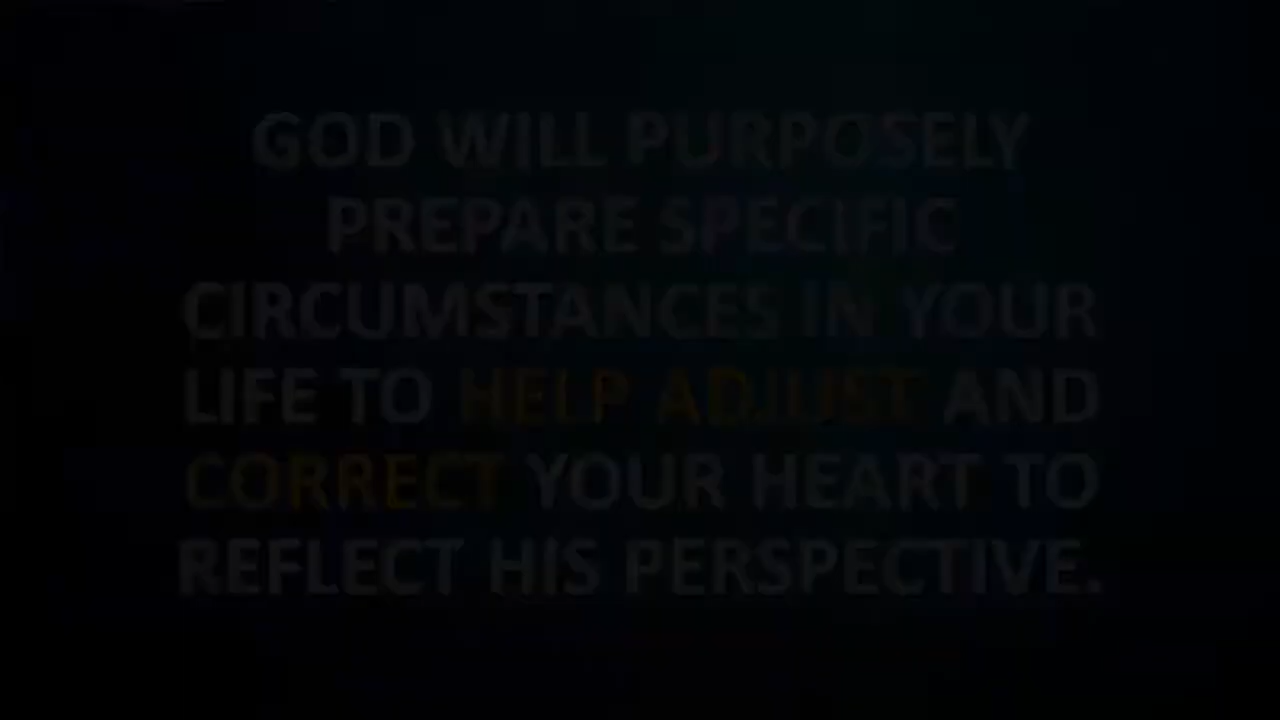 GOD WILL PURPOSELY
PREPARE SPECIFIC
CIRCUMSTANCES IN YOUR
LIFE TO HELP ADJUST AND
CORRECT YOUR HEART TO
REFLECT HIS PERSPECTIVE.